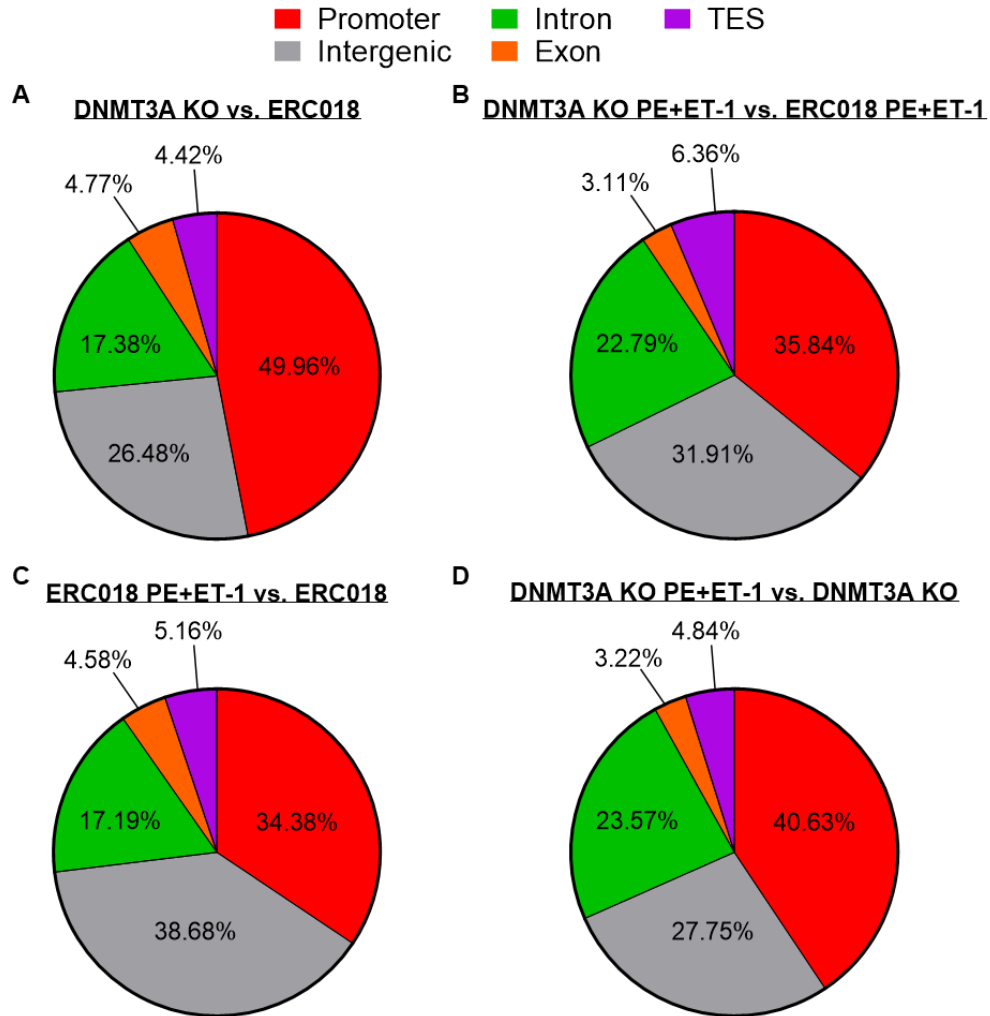 Promoter Intron TES
Intergenic Exon
A
DNMT3A KO vs. ERC018
4.42%
4.77%
17.38%
49.96%
26.48%
B
DNMT3A KO PE+ET-1 vs. ERC018 PE+ET-1
6.36%
3.11%
22.79%
35.84%
31.91%
C
ERC018 PE+ET-1 vs. ERC018
5.16%
4.58%
17.19%
34.38%
38.68%
D
DNMT3A KO PE+ET-1 vs. DNMT3A KO
4.84%
3.22%
23.57%
40.63%
27.75%